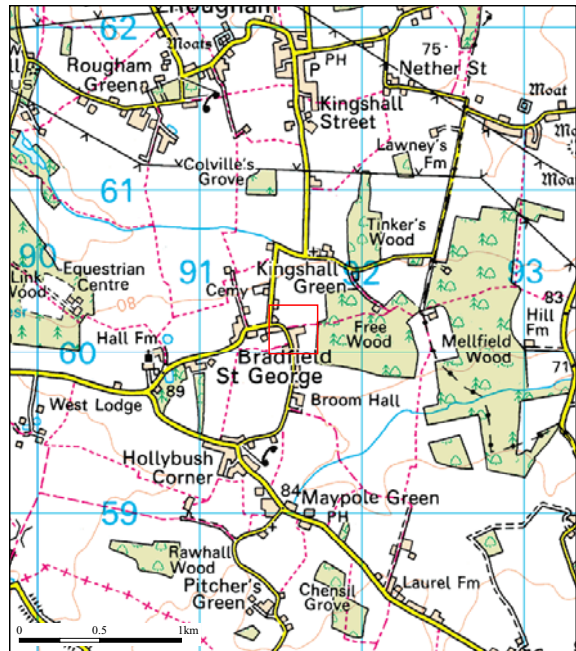 62
Moats
PH
75
Nether St
Rougham
Green
Moat
Kingshall
Street
Lawney's
Fm
Colville's
Grove
61
Tinker's
Wood
90
91
Kingshall
Green
92
93
Link
Wood
Equestrian
Centre
Cemy
80
83
Hall Fm
Free
Wood
Mellfield
Wood
Hill
Fm
60
Bradfield
St George
71
89
West Lodge
Broom Hall
Hollybush
Corner
84
Maypole Green
PH
59
Rawhall
Wood
Pitcher's
Green
Chensil
Grove
Laurel Fm
0
0.5
1km